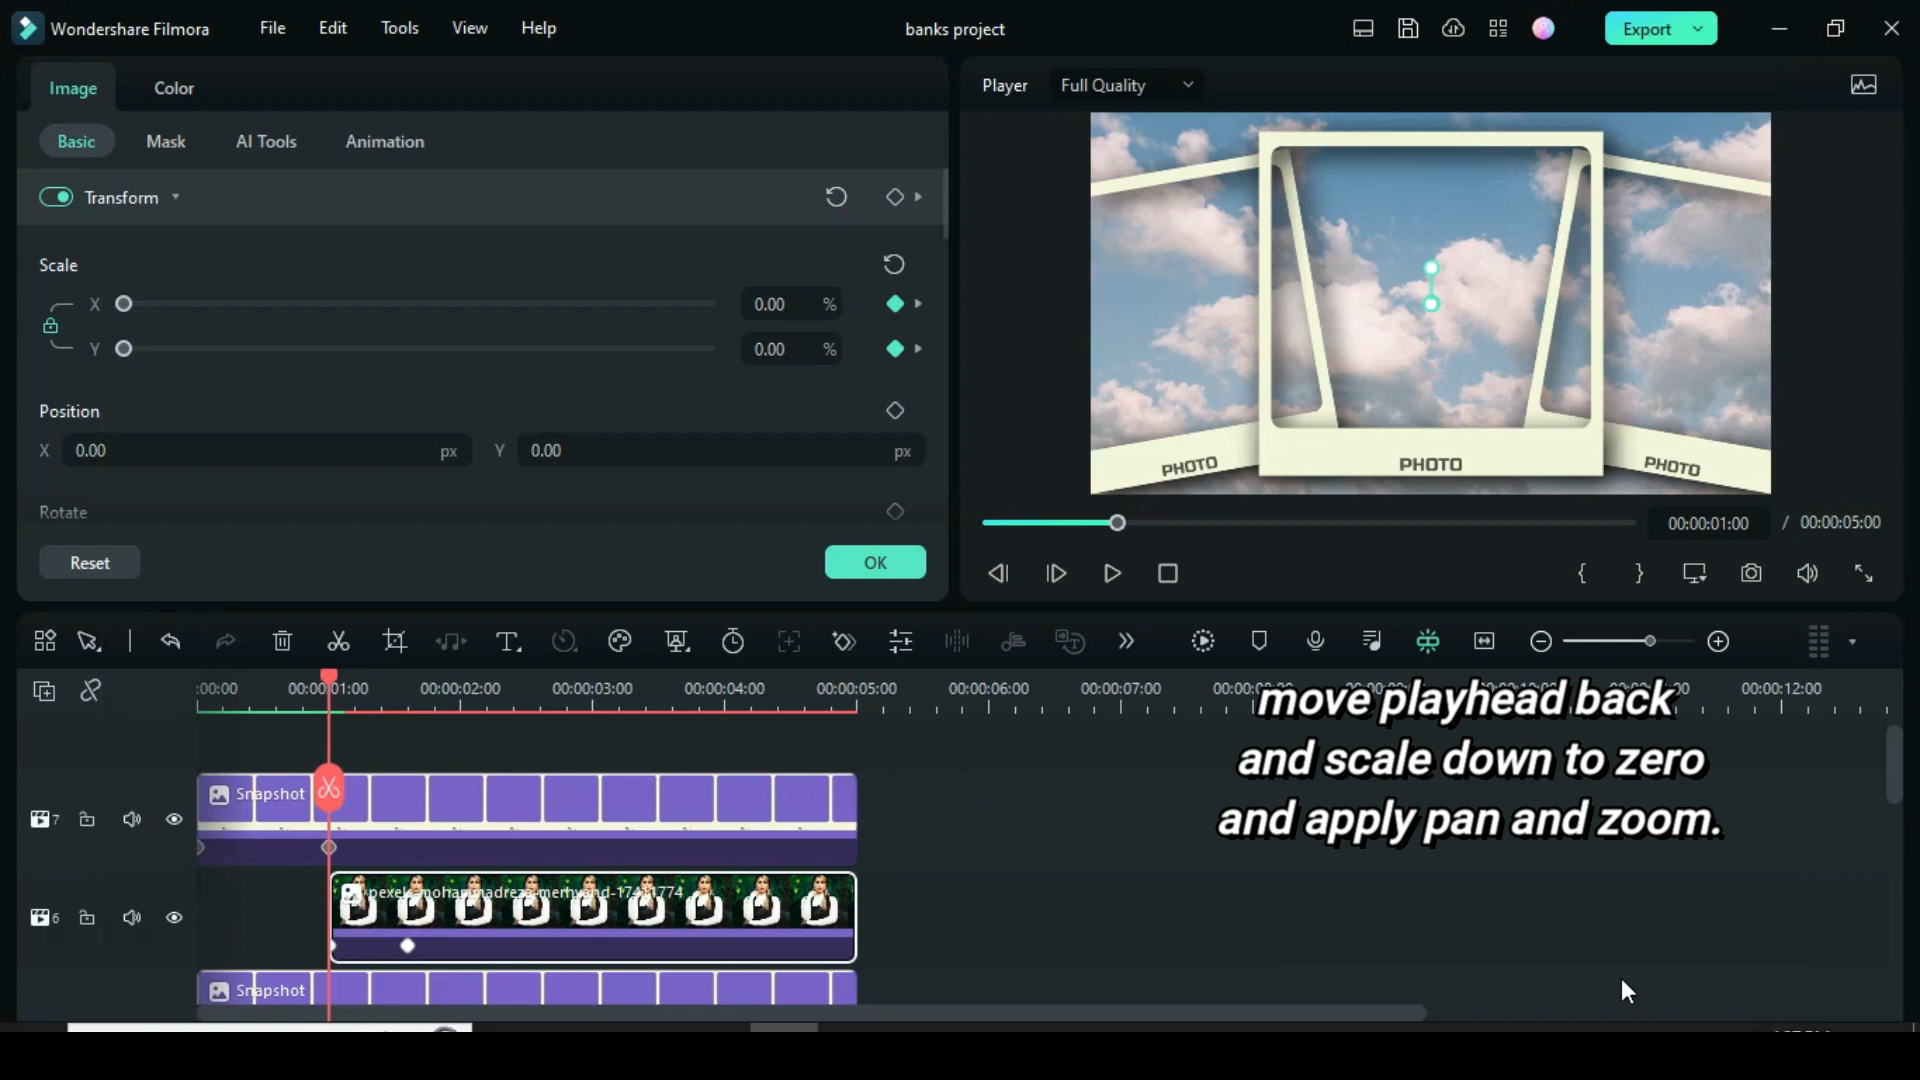 Wondershare Filmora File Edit Tools View Help banks project Export
Image Color
Player Full Quality
Basic Mask AI Tools Animation
Transform
Scale
X 0.00 %
Y 0.00 %
Position
X 0.00 px Y 0.00 px
Rotate
Reset OK
PHOTO PHOTO PHOTO
00:00:01:00 / 00:00:05:00
:00:00 00:00:01:00 00:00:02:00 00:00:03:00 00:00:04:00 00:00:05:00 00:00:06:00 00:00:07:00 00:00:12:00
move playhead back
and scale down to zero
and apply pan and zoom.
7 Snapshot
6
Snapshot